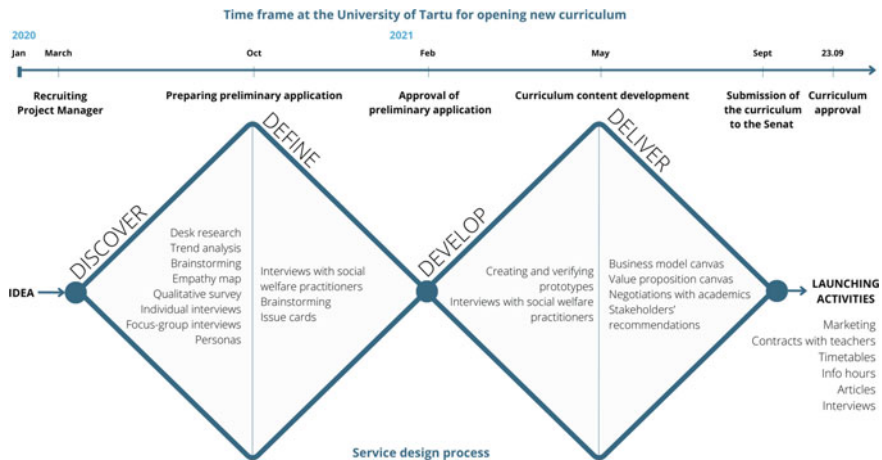 Time frame at the University of Tartu for opening new curriculum
2020
2021
Jan
March
Oct
Feb
May
Sept
23.09
Recruiting
Project Manager
Preparing preliminary application
Approval of
preliminary application
Curriculum content development
Submission of
the curriculum
to the Senat
Curriculum
approval
DISCOVER
DEFINE
DEVELOP
DELIVER
IDEA
Desk research
Trend analysis
Brainstorming
Empathy map
Qualitative survey
Individual interviews
Focus-group interviews
Personas
Interviews with social
welfare practitioners
Brainstorming
Issue cards
Creating and verifying
prototypes
Interviews with social welfare
practitioners
Business model canvas
Value proposition canvas
Negotiations with academics
Stakeholders'
recommendations
LAUNCHING
ACTIVITIES
Marketing
Contracts with teachers
Timetables
Info hours
Articles
Interviews
Service design process